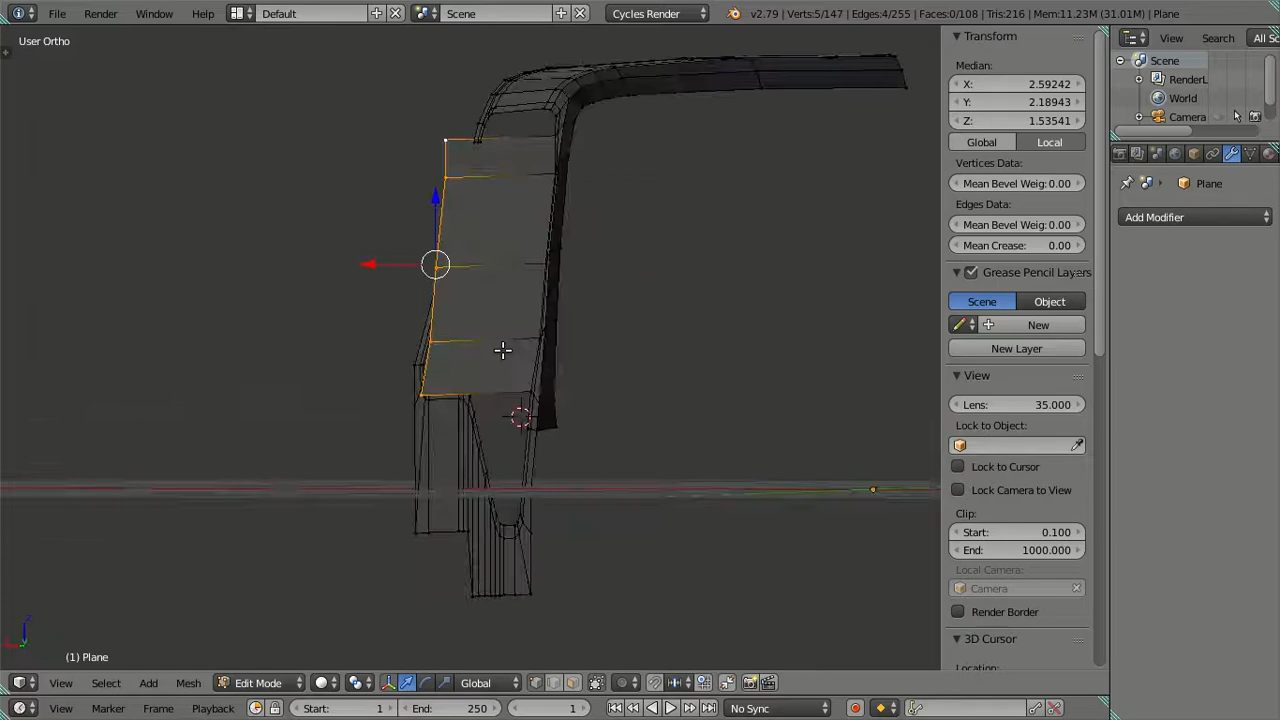 File Render Window Help Default Scene Cycles Render v2.79 | Verts:5/147 | Edges:4/255 | Faces:0/108 | Tris:216 | Mem:11.23M (31.01M) | Plane
User Ortho
Transform
Median:
X: 2.59242
Y: 2.18943
Z: 1.53541
Global Local
Vertices Data:
Mean Bevel Weig: 0.00
Edges Data:
Mean Bevel Weig: 0.00
Mean Crease: 0.00
Grease Pencil Layers
Scene Object
New
New Layer
View
Lens: 35.000
Lock to Object:
Lock to Cursor
Lock Camera to View
Clip:
Start: 0.100
End: 1000.000
Local Camera:
Camera
Render Border
3D Cursor
Location:
View Search All Sc
Scene
RenderL
World
Camera
Plane
Add Modifier
z
(1) Plane
View Select Add Mesh Edit Mode Global
View Marker Frame Playback Start: 1 End: 250 1 No Sync